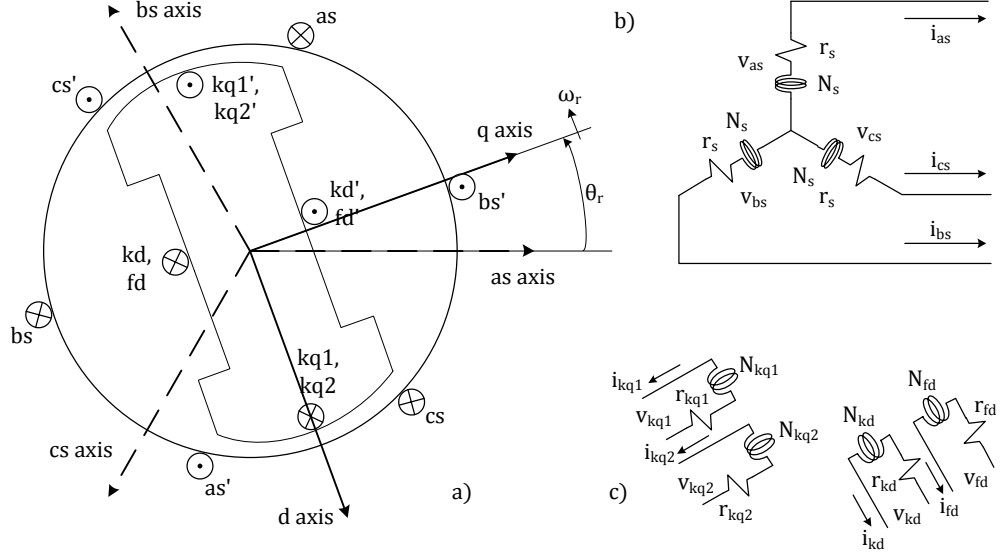 bs axis
as
cs'
kq1',
kq2'
ωr
q axis
kd',
fd'
bs'
θr
as axis
kd,
fd
bs
kq1,
kq2
cs
cs axis
as'
d axis
a)
b)
ias
rs
vas
Ns
Ns
rs
vcs
ics
Ns
vbs
rs
ibs
Nkq1
ikq1
rkq1
vkq1
Nkq2
ikq2
vkq2
rkq2
c)
Nfd
rfd
Nkd
rkd
vfd
ifd
vkd
ikd